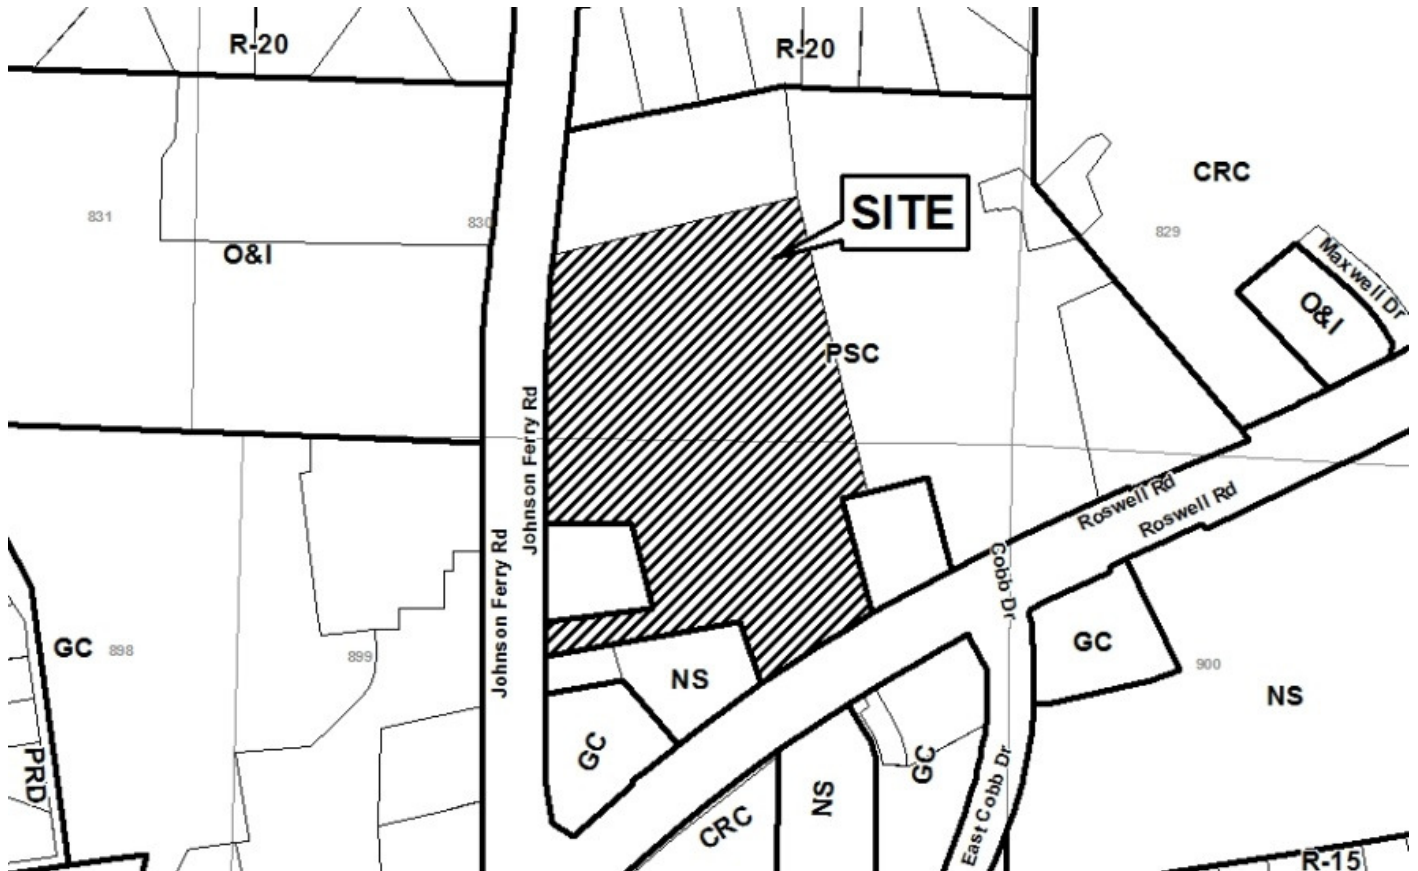 R-20
R-20
CRC
SITE
831
830
829
O&I
Maxwell Dr
O&I
PSC
Johnson Ferry Rd
Johnson Ferry Rd
Roswell Rd
Roswell Rd
Cobb Dr
GC
898
899
NS
GC
900
NS
PRD
GC
CRC
NS
GC
East Cobb Dr
R-15